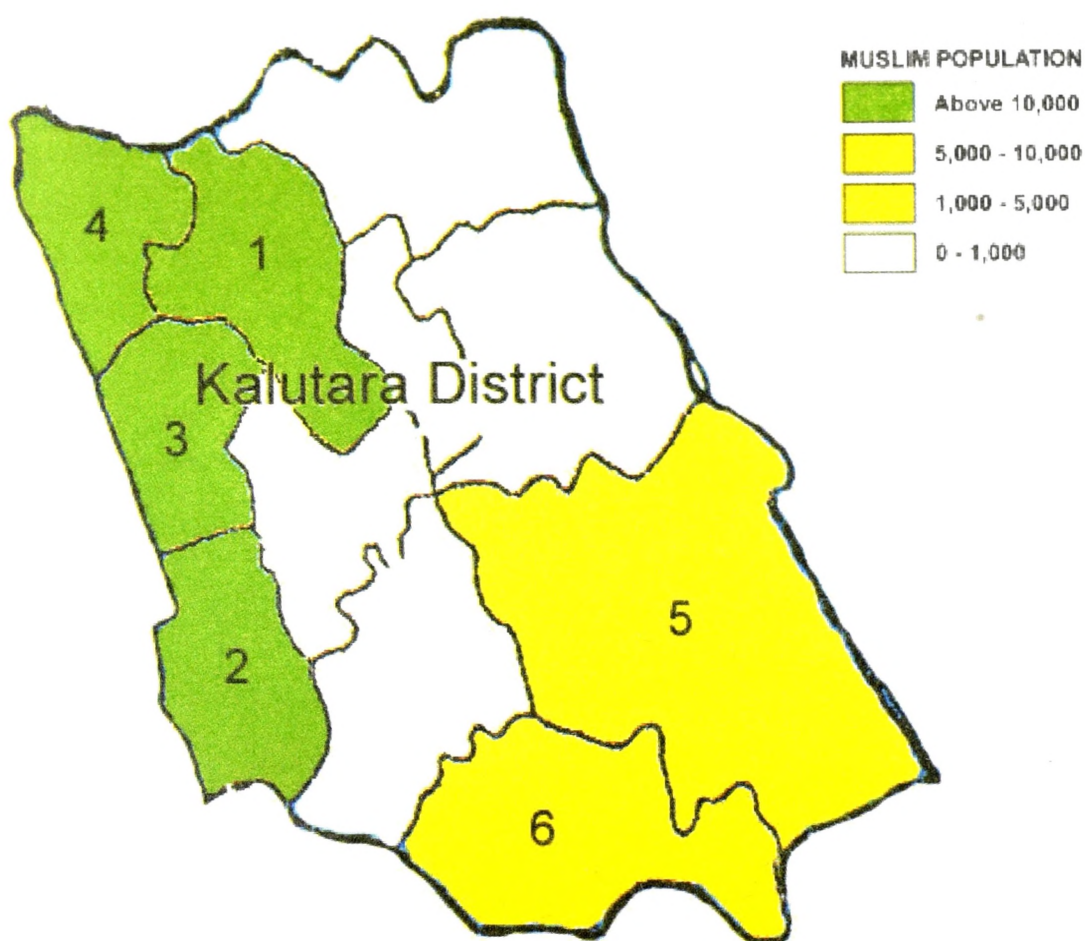 MUSLIM POPULATION
Above 10,000
5,000 - 10,000
1,000 - 5,000
0 - 1,000
4
1
Kalutara District
3
5
2
6